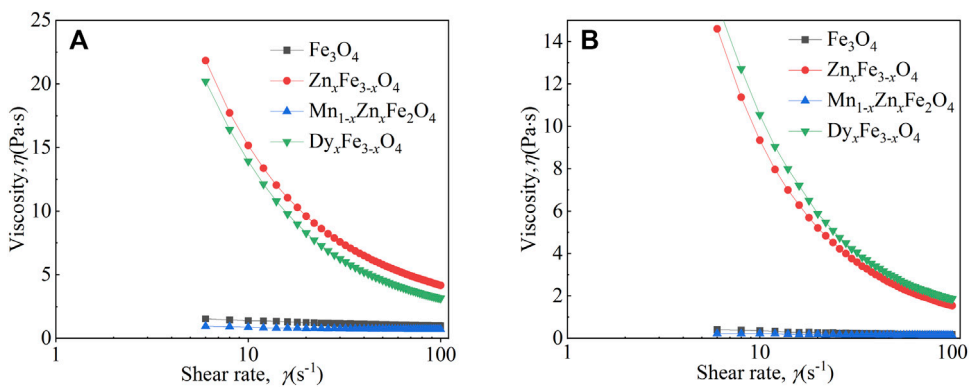 A
Viscosity, η(Pa·s)
25
20
15
10
5
0
1
10
100
Shear rate, γ(s⁻¹)
Fe₃O₄
ZnₓFe₃₋ₓO₄
Mn₁₋ₓZnₓFe₂O₄
DyₓFe₃₋ₓO₄
B
Viscosity, η(Pa·s)
14
12
10
8
6
4
2
0
1
10
100
Shear rate, γ(s⁻¹)
Fe₃O₄
ZnₓFe₃₋ₓO₄
Mn₁₋ₓZnₓFe₂O₄
DyₓFe₃₋ₓO₄